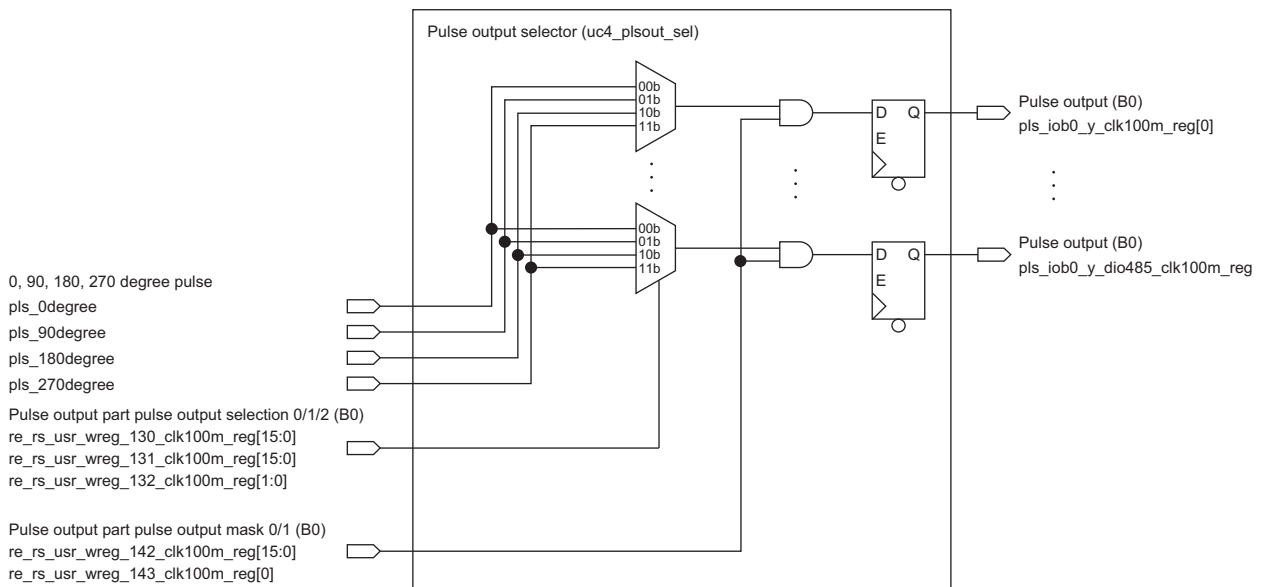 Pulse output selector (uc4_plsout_sel)
00b
01b
10b
11b
D Q
E
Pulse output (B0)
pls_iob0_y_clk100m_reg[0]
00b
01b
10b
11b
D Q
E
Pulse output (B0)
pls_iob0_y_dio485_clk100m_reg
0, 90, 180, 270 degree pulse
pls_0degree
pls_90degree
pls_180degree
pls_270degree
Pulse output part pulse output selection 0/1/2 (B0)
re_rs_usr_wreg_130_clk100m_reg[15:0]
re_rs_usr_wreg_131_clk100m_reg[15:0]
re_rs_usr_wreg_132_clk100m_reg[1:0]
Pulse output part pulse output mask 0/1 (B0)
re_rs_usr_wreg_142_clk100m_reg[15:0]
re_rs_usr_wreg_143_clk100m_reg[0]